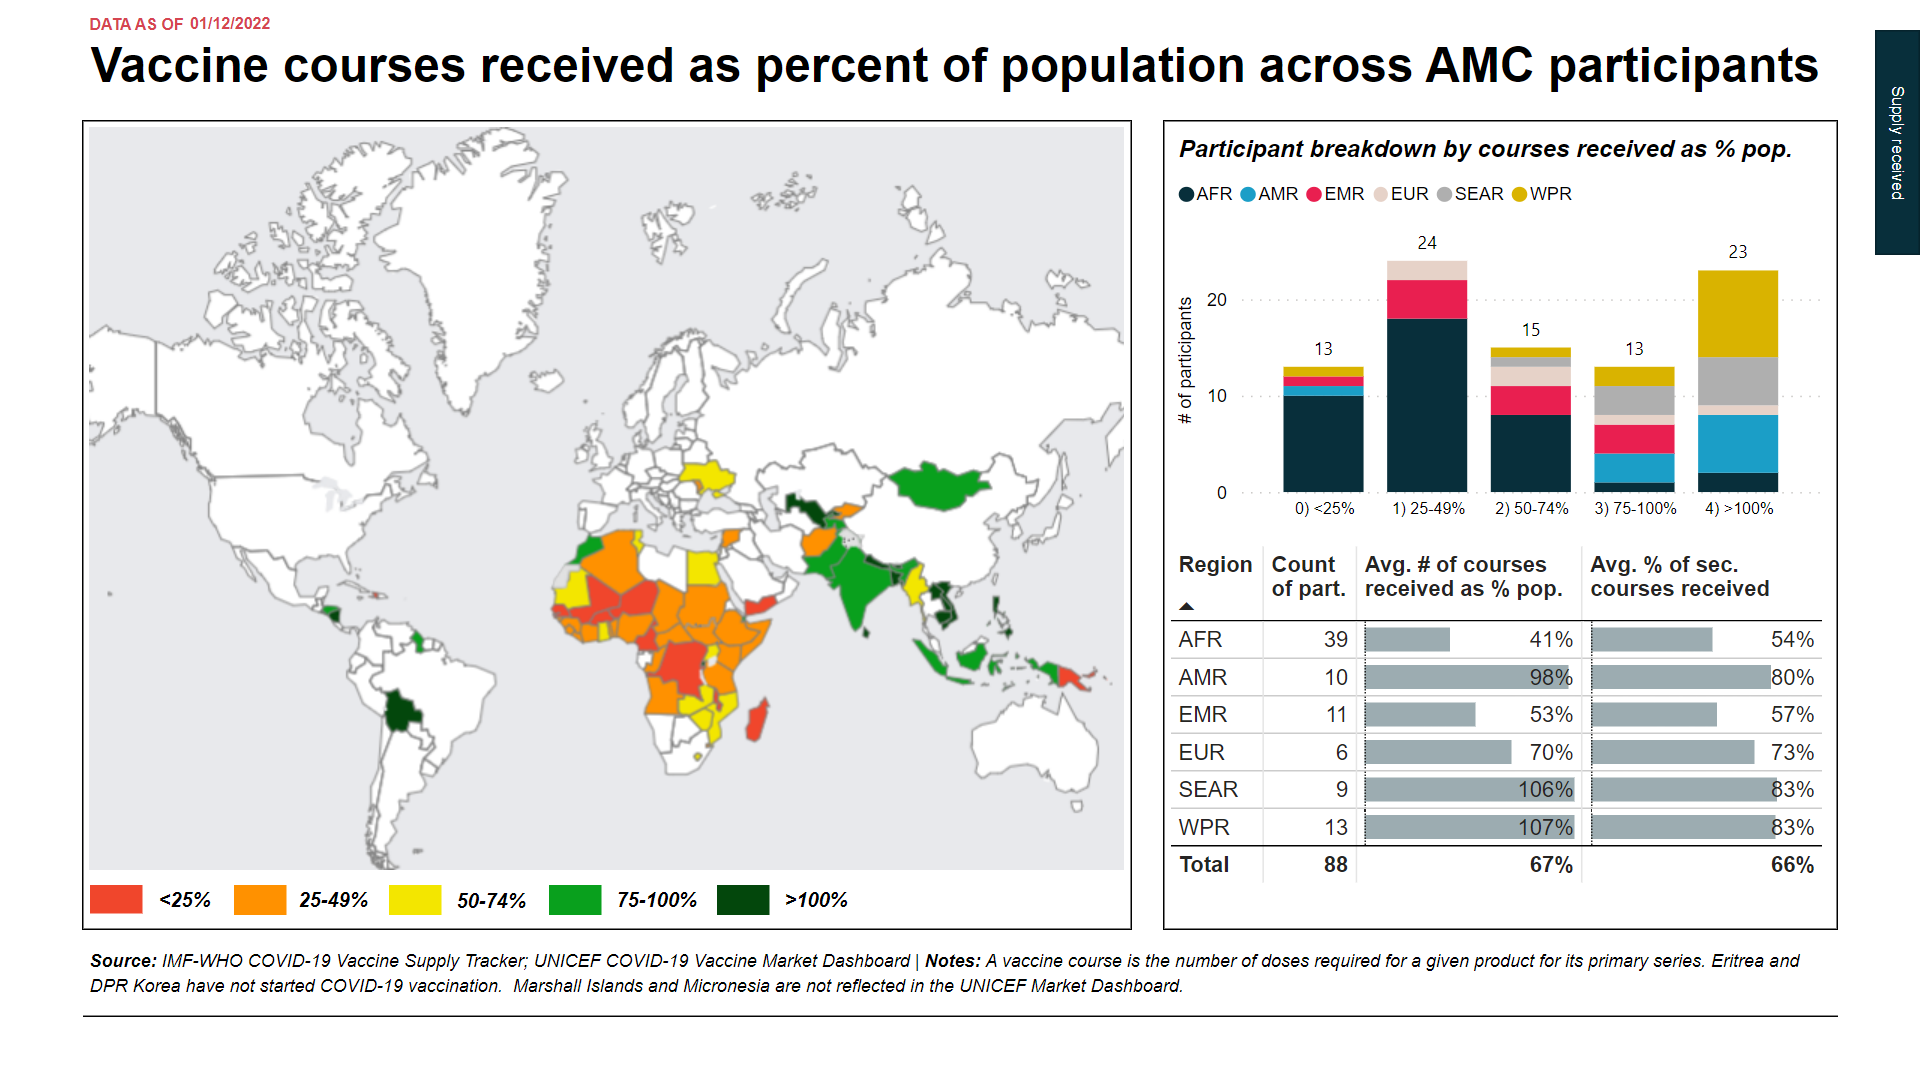 DATA AS OF 01/12/2022
Vaccine courses received as percent of population across AMC participants
Supply received
<25% 25-49% 50-74% 75-100% >100%
Participant breakdown by courses received as % pop.
AFR AMR EMR EUR SEAR WPR
# of participants
20
10
0
13 24 15 13 23
0) <25% 1) 25-49% 2) 50-74% 3) 75-100% 4) >100%
Region Count Avg. # of courses Avg. % of sec.
of part. received as % pop. courses received
AFR 39 41% 54%
AMR 10 98% 80%
EMR 11 53% 57%
EUR 6 70% 73%
SEAR 9 106% 83%
WPR 13 107% 83%
Total 88 67% 66%
Source: IMF-WHO COVID-19 Vaccine Supply Tracker; UNICEF COVID-19 Vaccine Market Dashboard | Notes: A vaccine course is the number of doses required for a given product for its primary series. Eritrea and
DPR Korea have not started COVID-19 vaccination. Marshall Islands and Micronesia are not reflected in the UNICEF Market Dashboard.